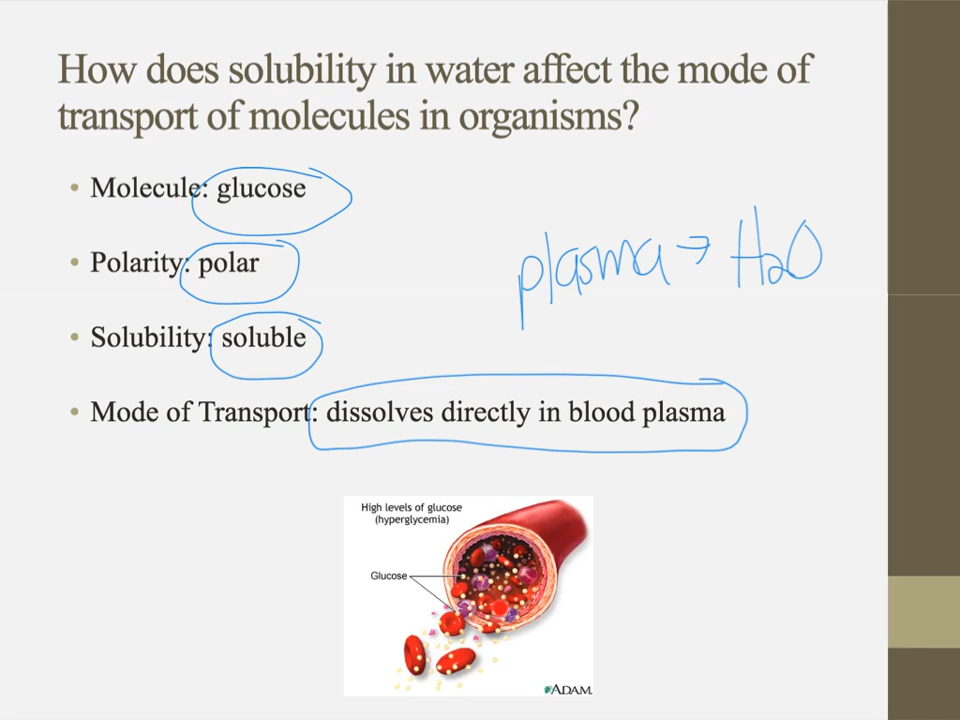 How does solubility in water affect the mode of
transport of molecules in organisms?
• Molecule: glucose
• Polarity: polar
• Solubility: soluble
• Mode of Transport: dissolves directly in blood plasma
plasma → H₂O
High levels of glucose
(hyperglycemia)
Glucose
ADAM.